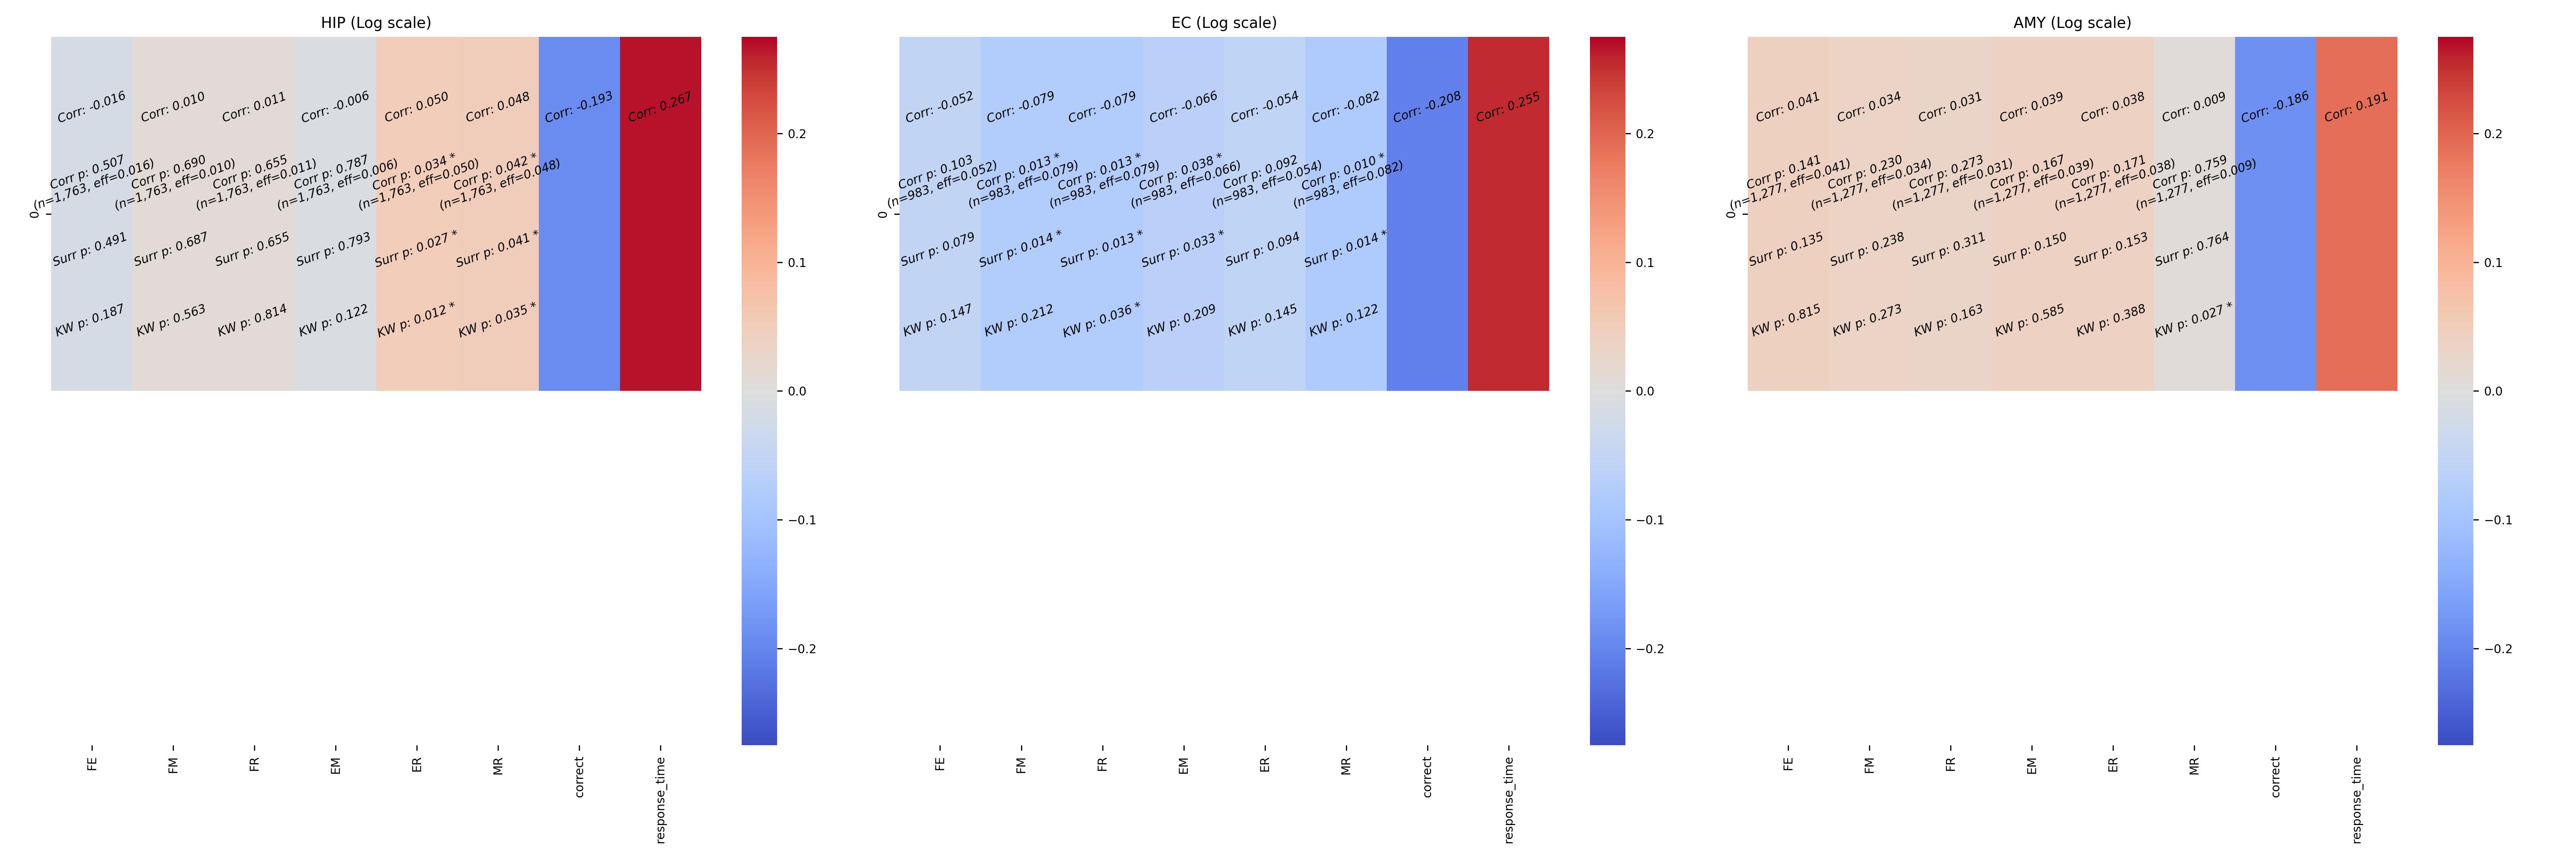 HIP (Log scale)
Corr: -0.016
Corr: 0.010
Corr: 0.011
Corr: -0.006
Corr: 0.050
Corr: 0.048
Corr: -0.193
Corr: 0.267
Corr p: 0.507
(n=1,763, eff=0.016)
Corr p: 0.690
(n=1,763, eff=0.010)
Corr p: 0.655
(n=1,763, eff=0.011)
Corr p: 0.787
(n=1,763, eff=0.006)
Corr p: 0.034 *
(n=1,763, eff=0.050)
Corr p: 0.042 *
(n=1,763, eff=0.048)
0
Surr p: 0.491
Surr p: 0.687
Surr p: 0.655
Surr p: 0.793
Surr p: 0.027 *
Surr p: 0.041 *
KW p: 0.187
KW p: 0.563
KW p: 0.814
KW p: 0.122
KW p: 0.012 *
KW p: 0.035 *
FE
FM
FR
EM
ER
MR
correct
response_time
0.2
0.1
0.0
−0.1
−0.2
EC (Log scale)
Corr: -0.052
Corr: -0.079
Corr: -0.079
Corr: -0.066
Corr: -0.054
Corr: -0.082
Corr: -0.208
Corr: 0.255
Corr p: 0.103
(n=983, eff=0.052)
Corr p: 0.013 *
(n=983, eff=0.079)
Corr p: 0.013 *
(n=983, eff=0.079)
Corr p: 0.038 *
(n=983, eff=0.066)
Corr p: 0.092
(n=983, eff=0.054)
Corr p: 0.010 *
(n=983, eff=0.082)
0
Surr p: 0.079
Surr p: 0.014 *
Surr p: 0.013 *
Surr p: 0.033 *
Surr p: 0.094
Surr p: 0.014 *
KW p: 0.147
KW p: 0.212
KW p: 0.036 *
KW p: 0.209
KW p: 0.145
KW p: 0.122
FE
FM
FR
EM
ER
MR
correct
response_time
0.2
0.1
0.0
−0.1
−0.2
AMY (Log scale)
Corr: 0.041
Corr: 0.034
Corr: 0.031
Corr: 0.039
Corr: 0.038
Corr: 0.009
Corr: -0.186
Corr: 0.191
Corr p: 0.141
(n=1,277, eff=0.041)
Corr p: 0.230
(n=1,277, eff=0.034)
Corr p: 0.273
(n=1,277, eff=0.031)
Corr p: 0.167
(n=1,277, eff=0.039)
Corr p: 0.171
(n=1,277, eff=0.038)
Corr p: 0.759
(n=1,277, eff=0.009)
0
Surr p: 0.135
Surr p: 0.238
Surr p: 0.311
Surr p: 0.150
Surr p: 0.153
Surr p: 0.764
KW p: 0.815
KW p: 0.273
KW p: 0.163
KW p: 0.585
KW p: 0.388
KW p: 0.027 *
FE
FM
FR
EM
ER
MR
correct
response_time
0.2
0.1
0.0
−0.1
−0.2